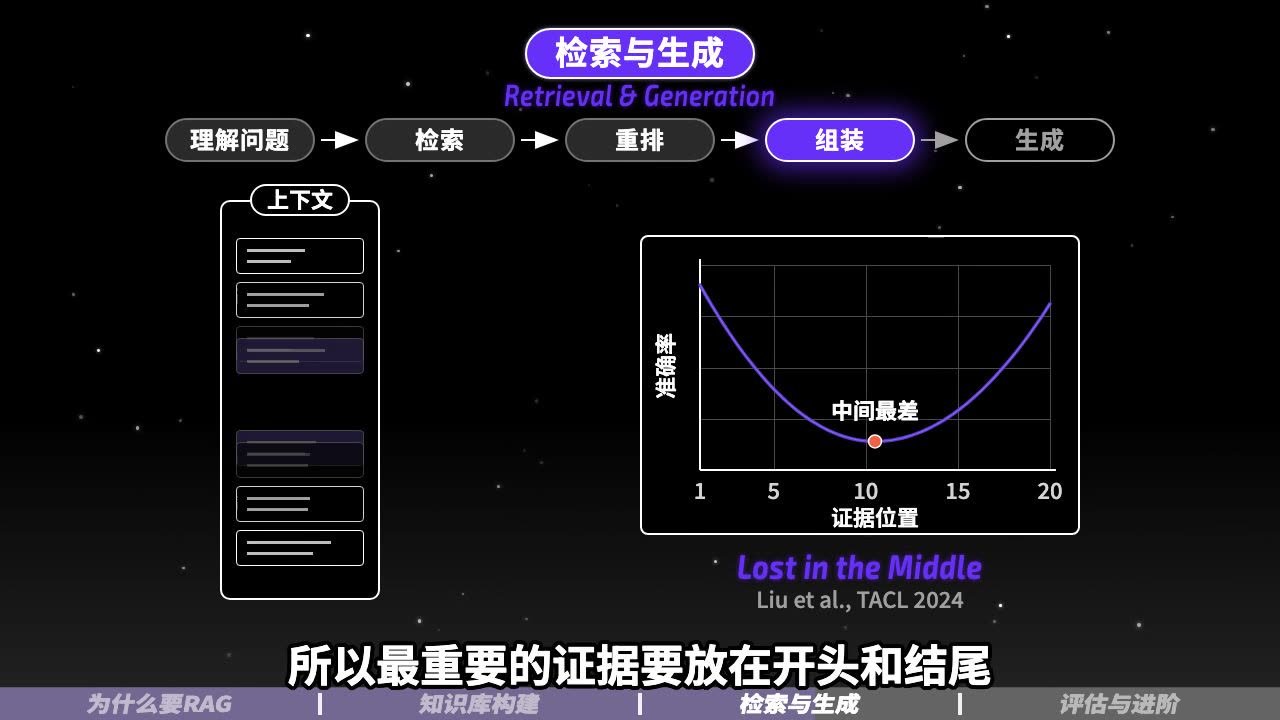 检索与生成
Retrieval & Generation
理解问题 检索 重排 组装 生成
上下文
准确率
中间最差
1 5 10 15 20
证据位置
Lost in the Middle
Liu et al., TACL 2024
所以最重要的证据要放在开头和结尾
为什么要RAG 知识库构建 检索与生成 评估与进阶